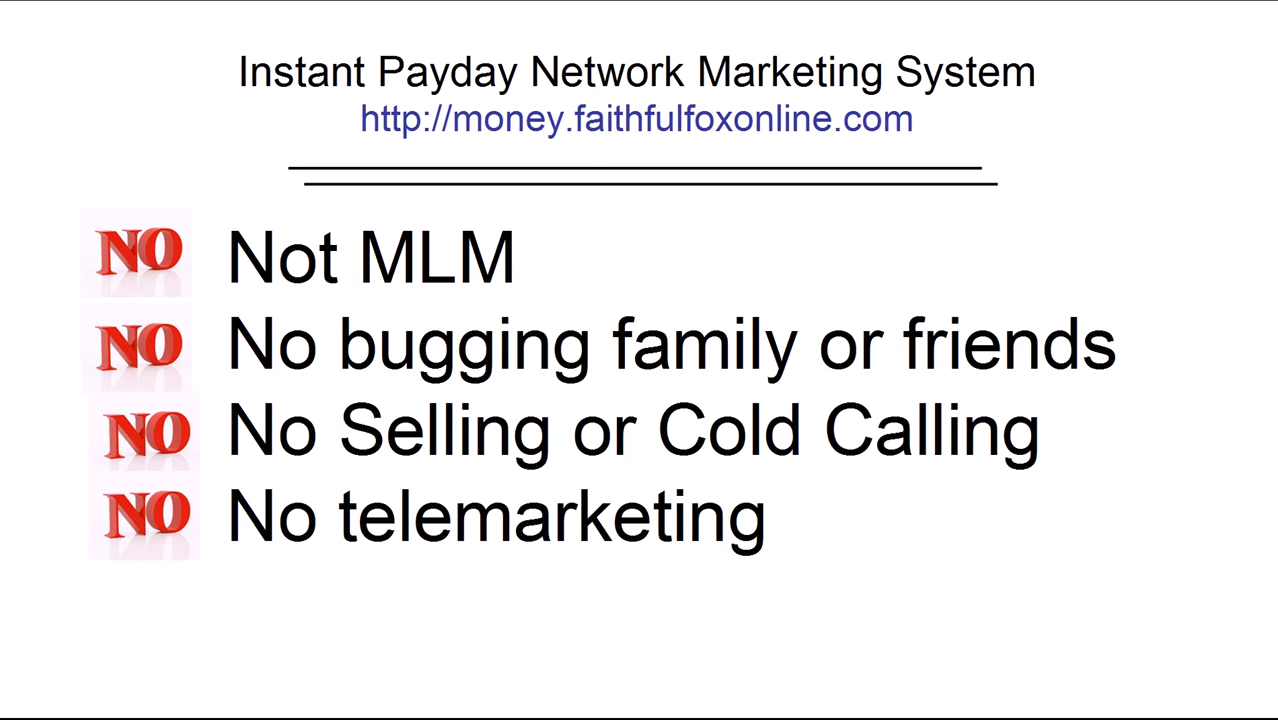 Instant Payday Network Marketing System
http://money.faithfulfoxonline.com
NO Not MLM
NO No bugging family or friends
NO No Selling or Cold Calling
NO No telemarketing